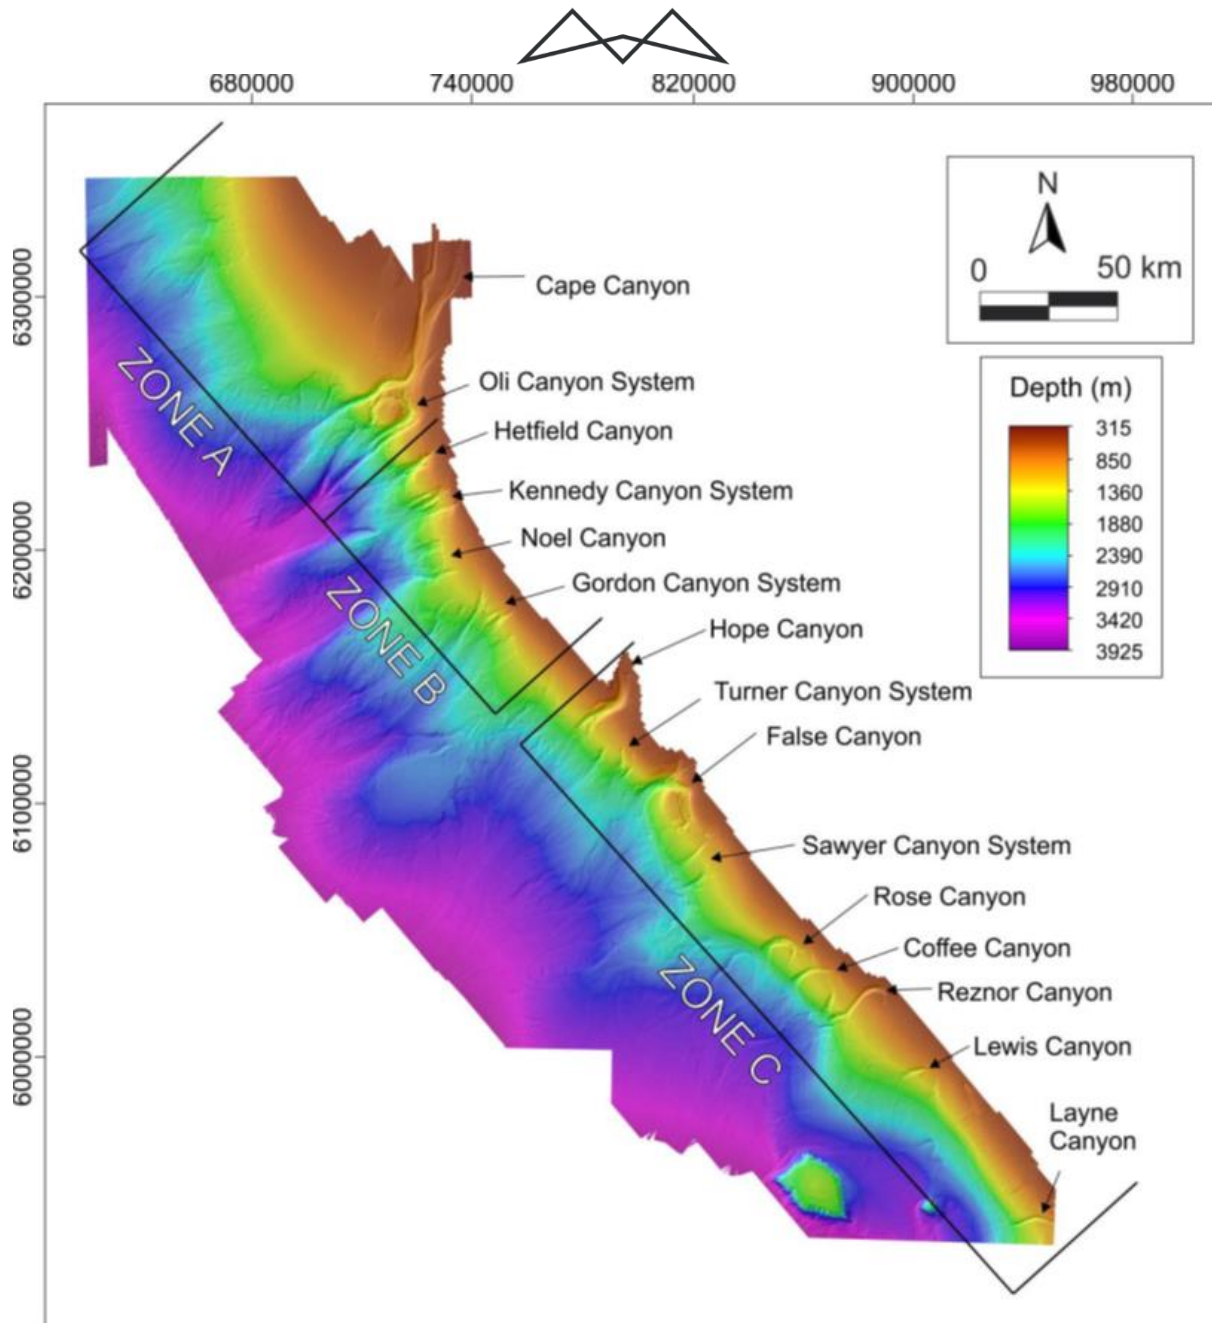 680000 740000 820000 9000000 9800000
N
0 50 km
Cape Canyon
6300000
Depth (m)
Oli Canyon System
ZONE A
315
Hetfield Canyon
850
Kennedy Canyon System
1360
1880
Noel Canyon
6200000
2390
Gordon Canyon System
2910
ZONE B
3420
Hope Canyon
3925
Turner Canyon System
False Canyon
6100000
Sawyer Canyon System
Rose Canyon
Coffee Canyon
Reznor Canyon
ZONE C
Lewis Canyon
6000000
Layne
Canyon